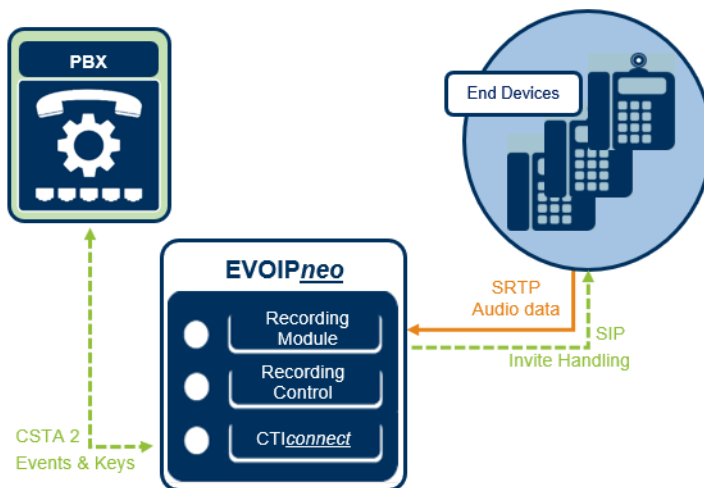 PBX
End Devices
EVOIPneo
Recording
Module
Recording
Control
CTIconnect
SRTP
Audio data
SIP
Invite Handling
CSTA 2
Events & Keys